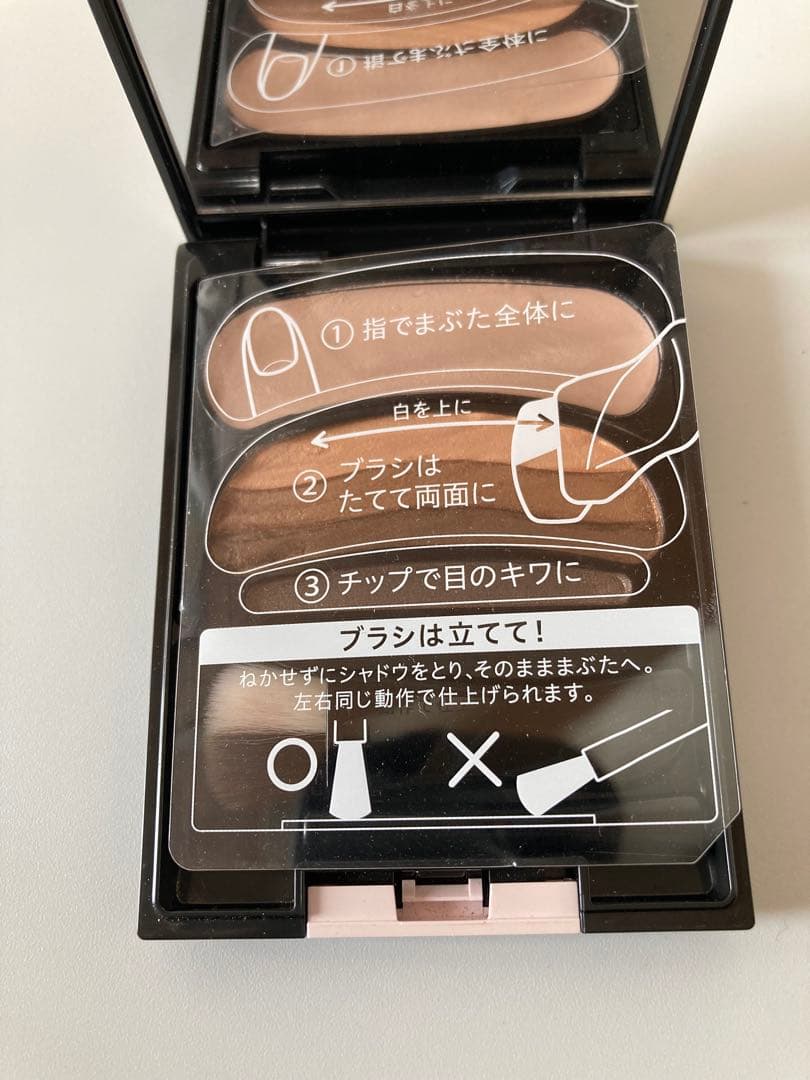 ① 指でまぶた全体に
白を上に
② ブラシは
たてて両面に
③ チップで目のキワに
ブラシは立てて！
ねかせずにシャドウをとり、そのまままぶたへ。
左右同じ動作で仕上げられます。